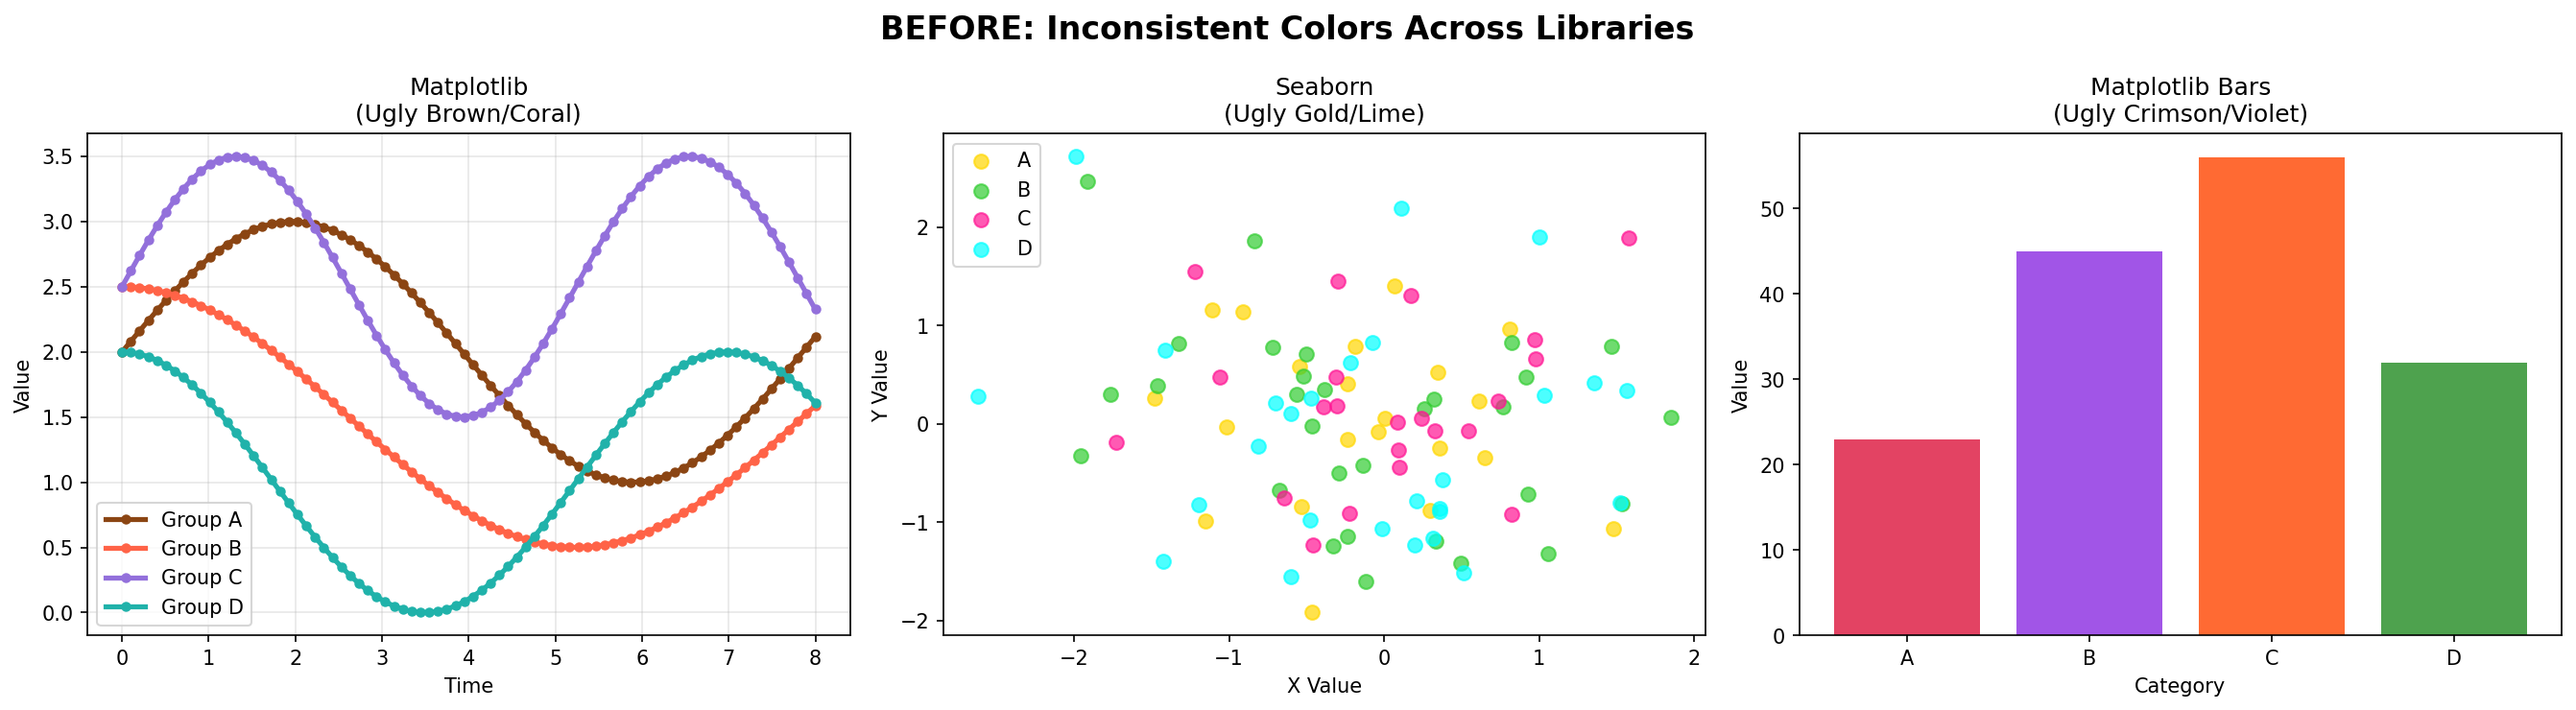 BEFORE: Inconsistent Colors Across Libraries
Matplotlib
(Ugly Brown/Coral)
Value
3.5
3.0
2.5
2.0
1.5
1.0
0.5
0.0
Group A
Group B
Group C
Group D
0 1 2 3 4 5 6 7 8
Time
Seaborn
(Ugly Gold/Lime)
Y Value
2
1
0
−1
−2
A
B
C
D
−2 −1 0 1 2
X Value
Matplotlib Bars
(Ugly Crimson/Violet)
Value
50
40
30
20
10
0
A B C D
Category